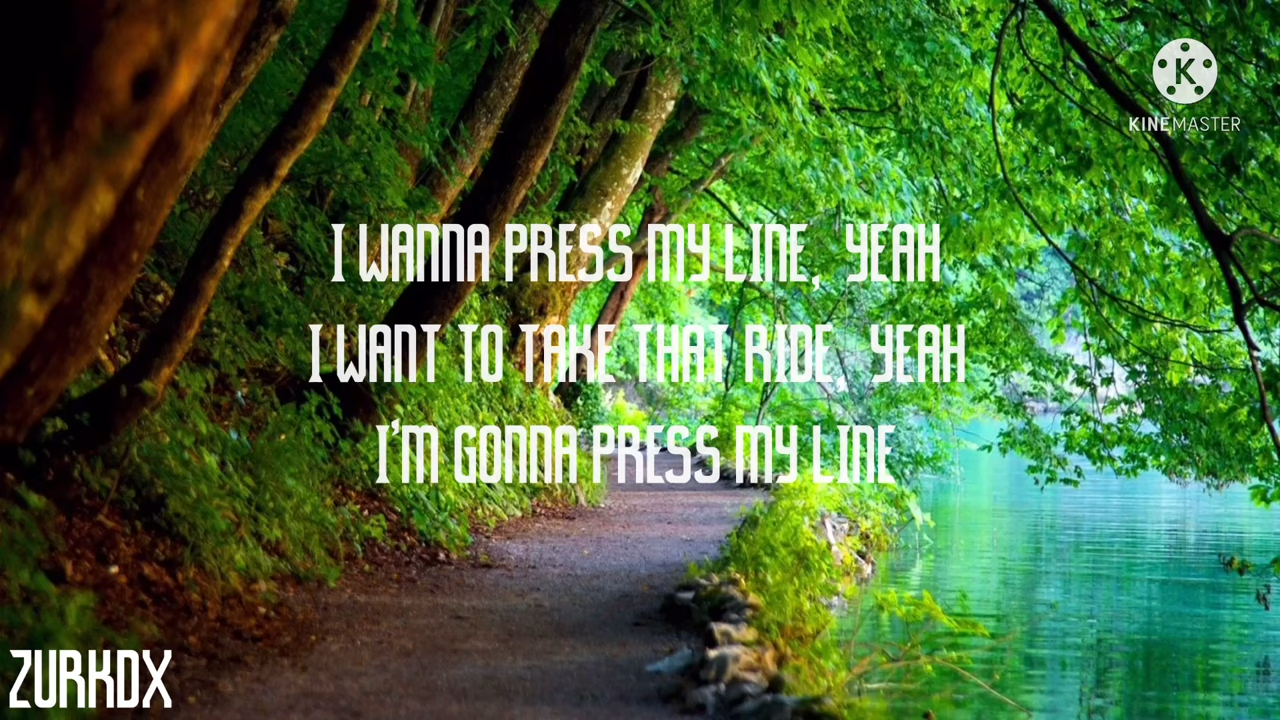 K
KINEMASTER
I WANNA PRESS MY LINE, YEAH
I WANT TO TAKE THAT RIDE, YEAH
I'M GONNA PRESS MY LINE
ZURKDX